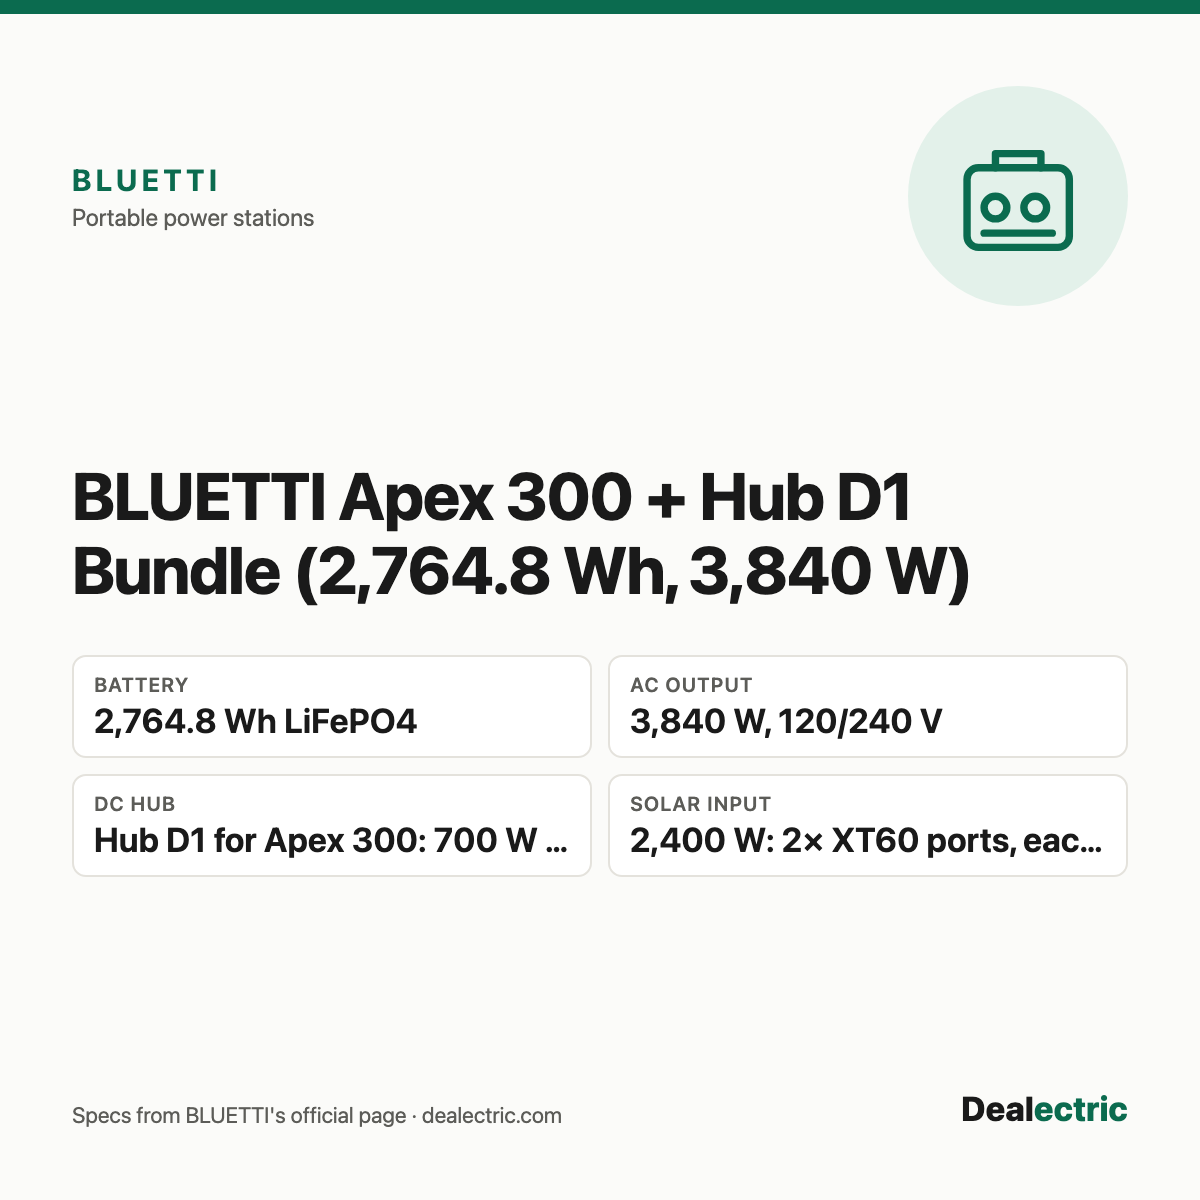 BLUETTI
Portable power stations
BLUETTI Apex 300 + Hub D1
Bundle (2,764.8 Wh, 3,840 W)
BATTERY
2,764.8 Wh LiFePO4
AC OUTPUT
3,840 W, 120/240 V
DC HUB
Hub D1 for Apex 300: 700 W ...
SOLAR INPUT
2,400 W: 2× XT60 ports, eac...
Specs from BLUETTI's official page · dealectric.com
Dealectric